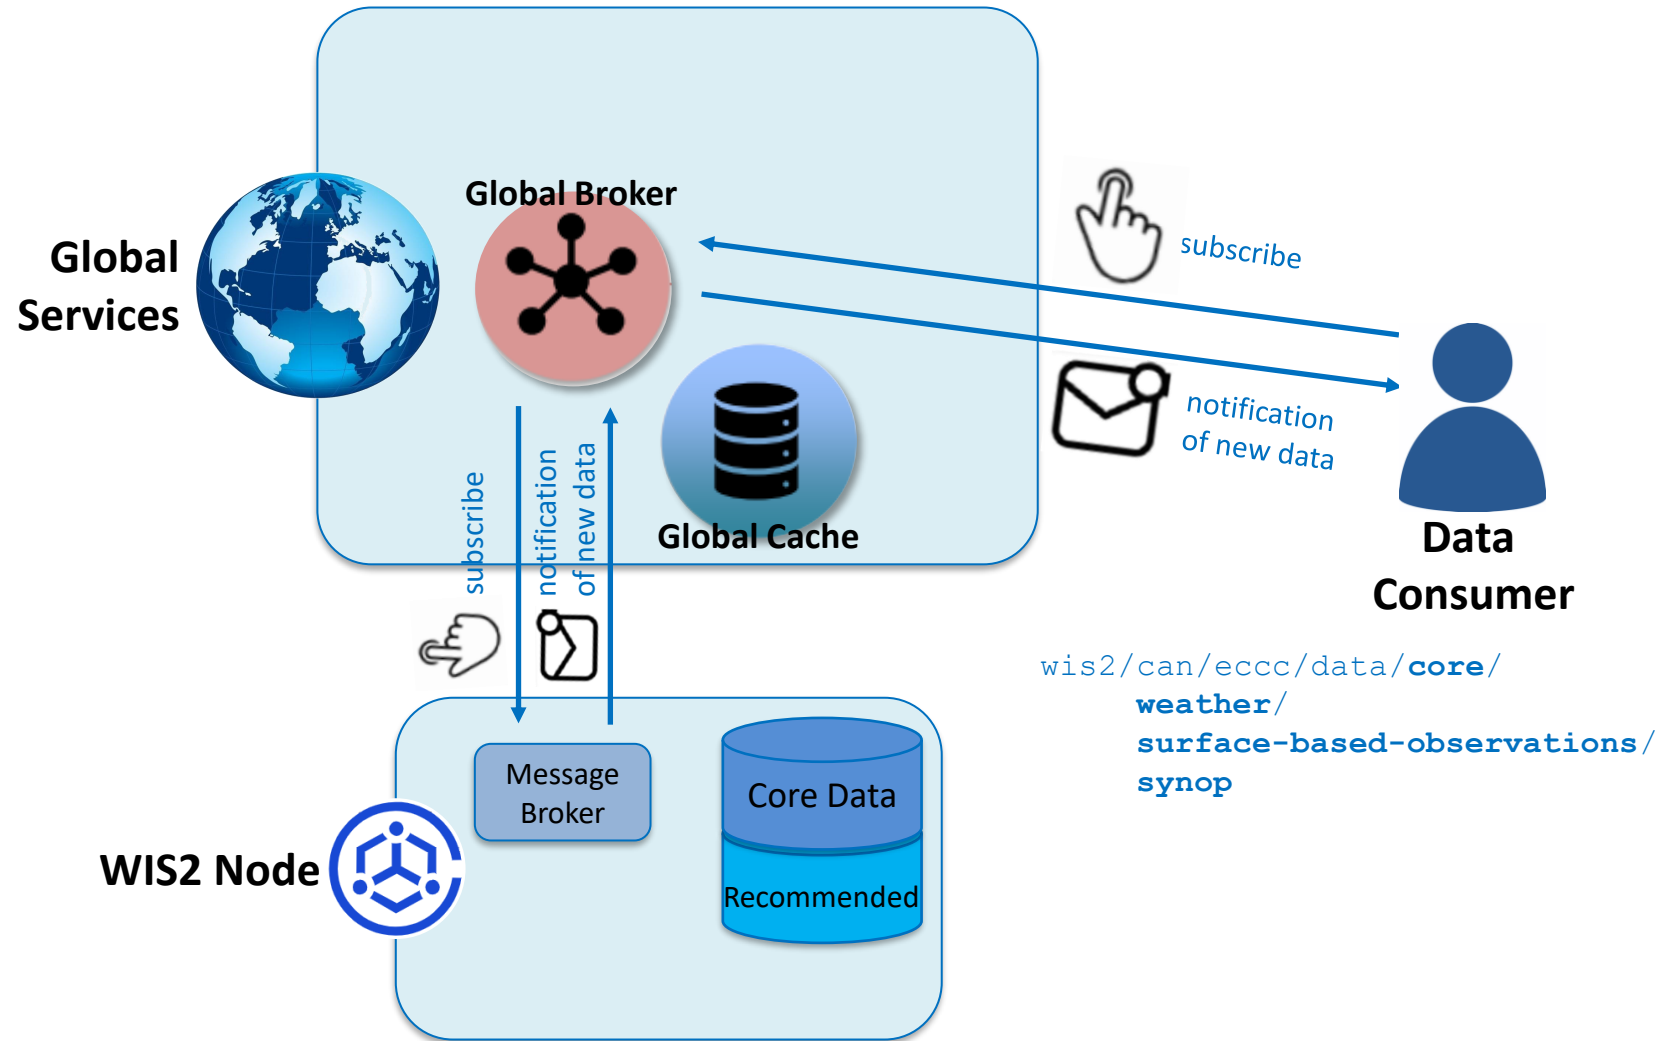 Global Broker
Global
Services
subscribe
notification
of new data
Global Cache
subscribe
notification
of new data
Data
Consumer
wis2/can/eccc/data/core/
weather/
surface-based-observations/
synop
Message
Broker
Core Data
Recommended
WIS2 Node